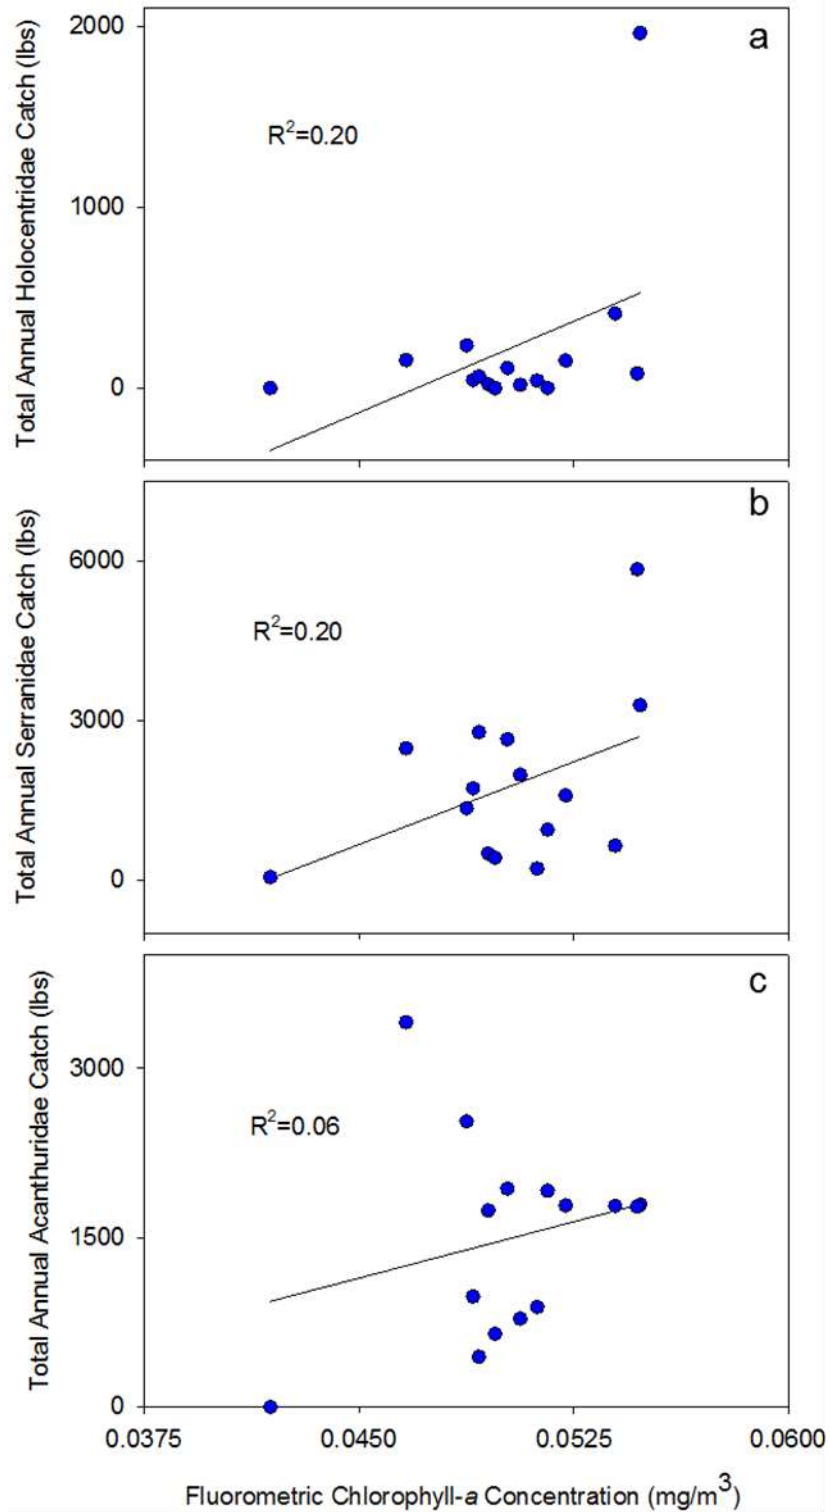 a
Total Annual Holocentridae Catch (lbs)
2000
1000
0
R²=0.20
b
Total Annual Serranidae Catch (lbs)
6000
3000
0
R²=0.20
c
Total Annual Acanthuridae Catch (lbs)
3000
1500
0
R²=0.06
0.0375 0.0450 0.0525 0.0600
Fluorometric Chlorophyll-a Concentration (mg/m³)